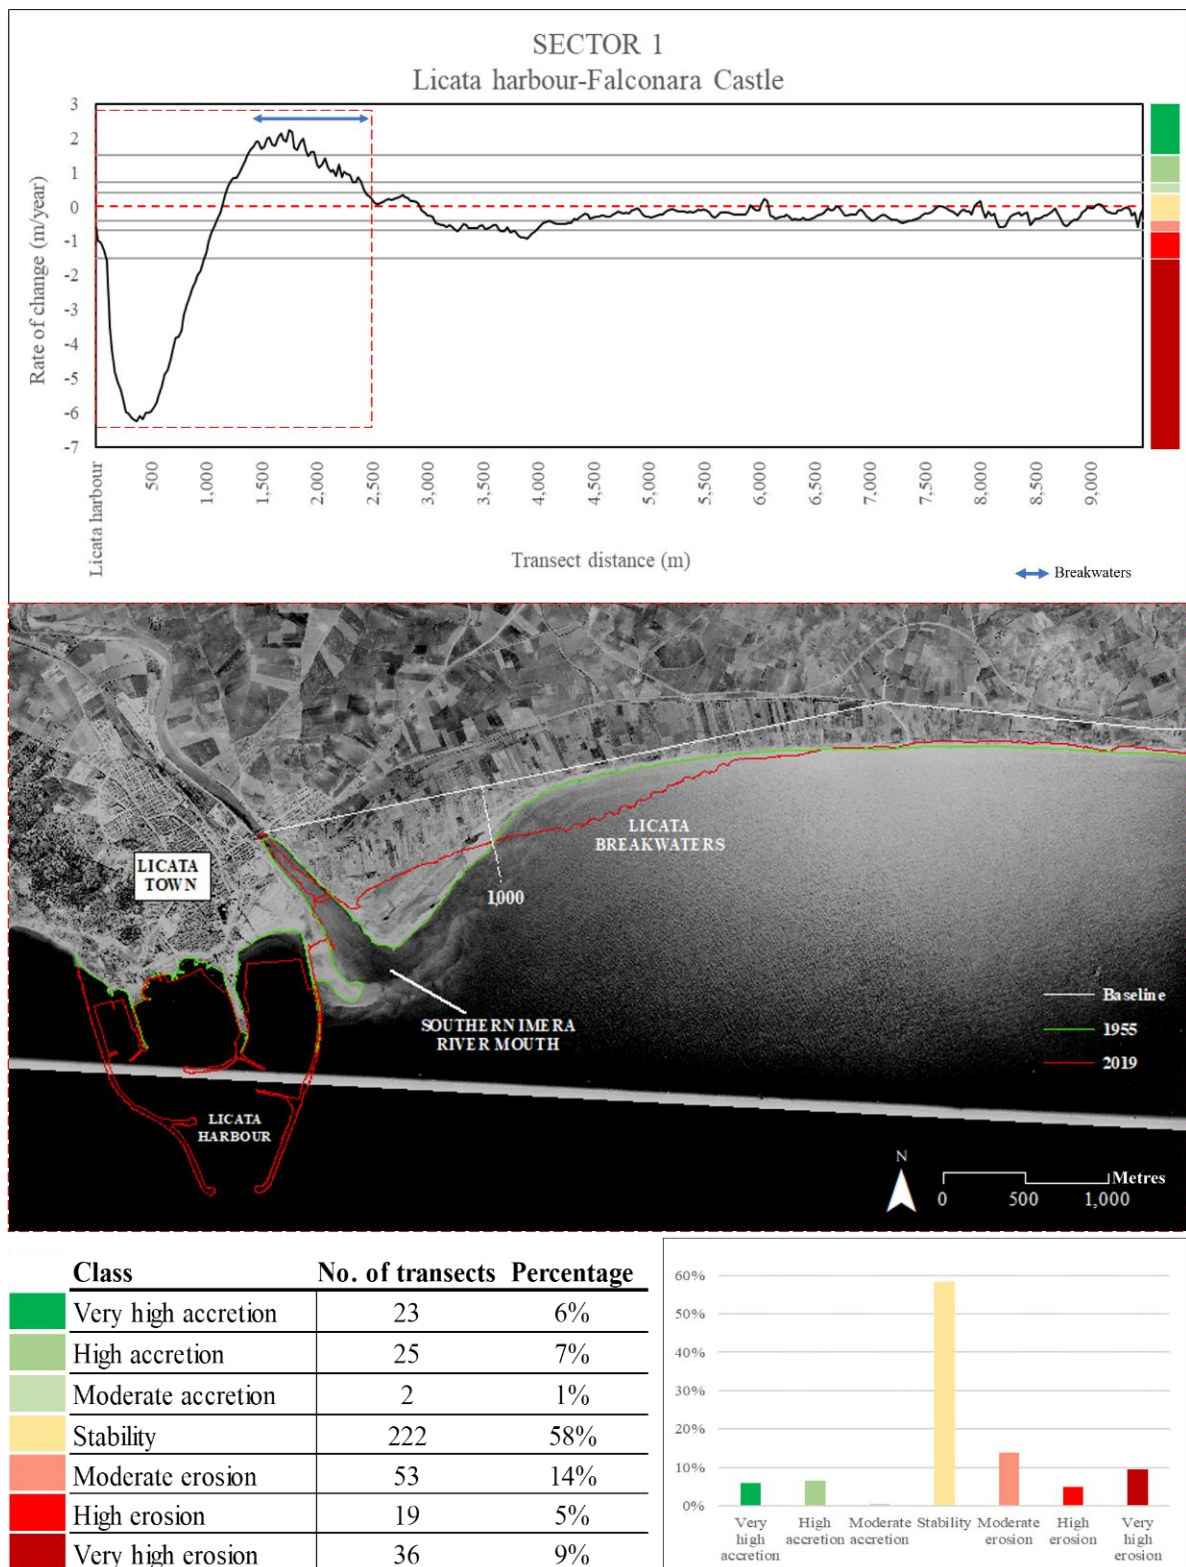 SECTOR 1
Licata harbour-Falconara Castle
Rate of change (m/year)
3
2
1
0
-1
-2
-3
-4
-5
-6
-7
Licata harbour
500
1,000
1,500
2,000
2,500
3,000
3,500
4,000
4,500
5,000
5,500
6,000
6,500
7,000
7,500
8,000
8,500
9,000
Transect distance (m)
Breakwaters
LICATA
TOWN
LICATA
BREAKWATERS
1,000
SOUTHERN IMERA
RIVER MOUTH
LICATA
HARBOUR
Baseline
1955
2019
N
Metres
0 500 1,000
Class No. of transects Percentage
Very high accretion 23 6%
High accretion 25 7%
Moderate accretion 2 1%
Stability 222 58%
Moderate erosion 53 14%
High erosion 19 5%
Very high erosion 36 9%
60%
50%
40%
30%
20%
10%
0%
Very high accretion
High accretion
Moderate accretion
Stability
Moderate erosion
High erosion
Very high erosion